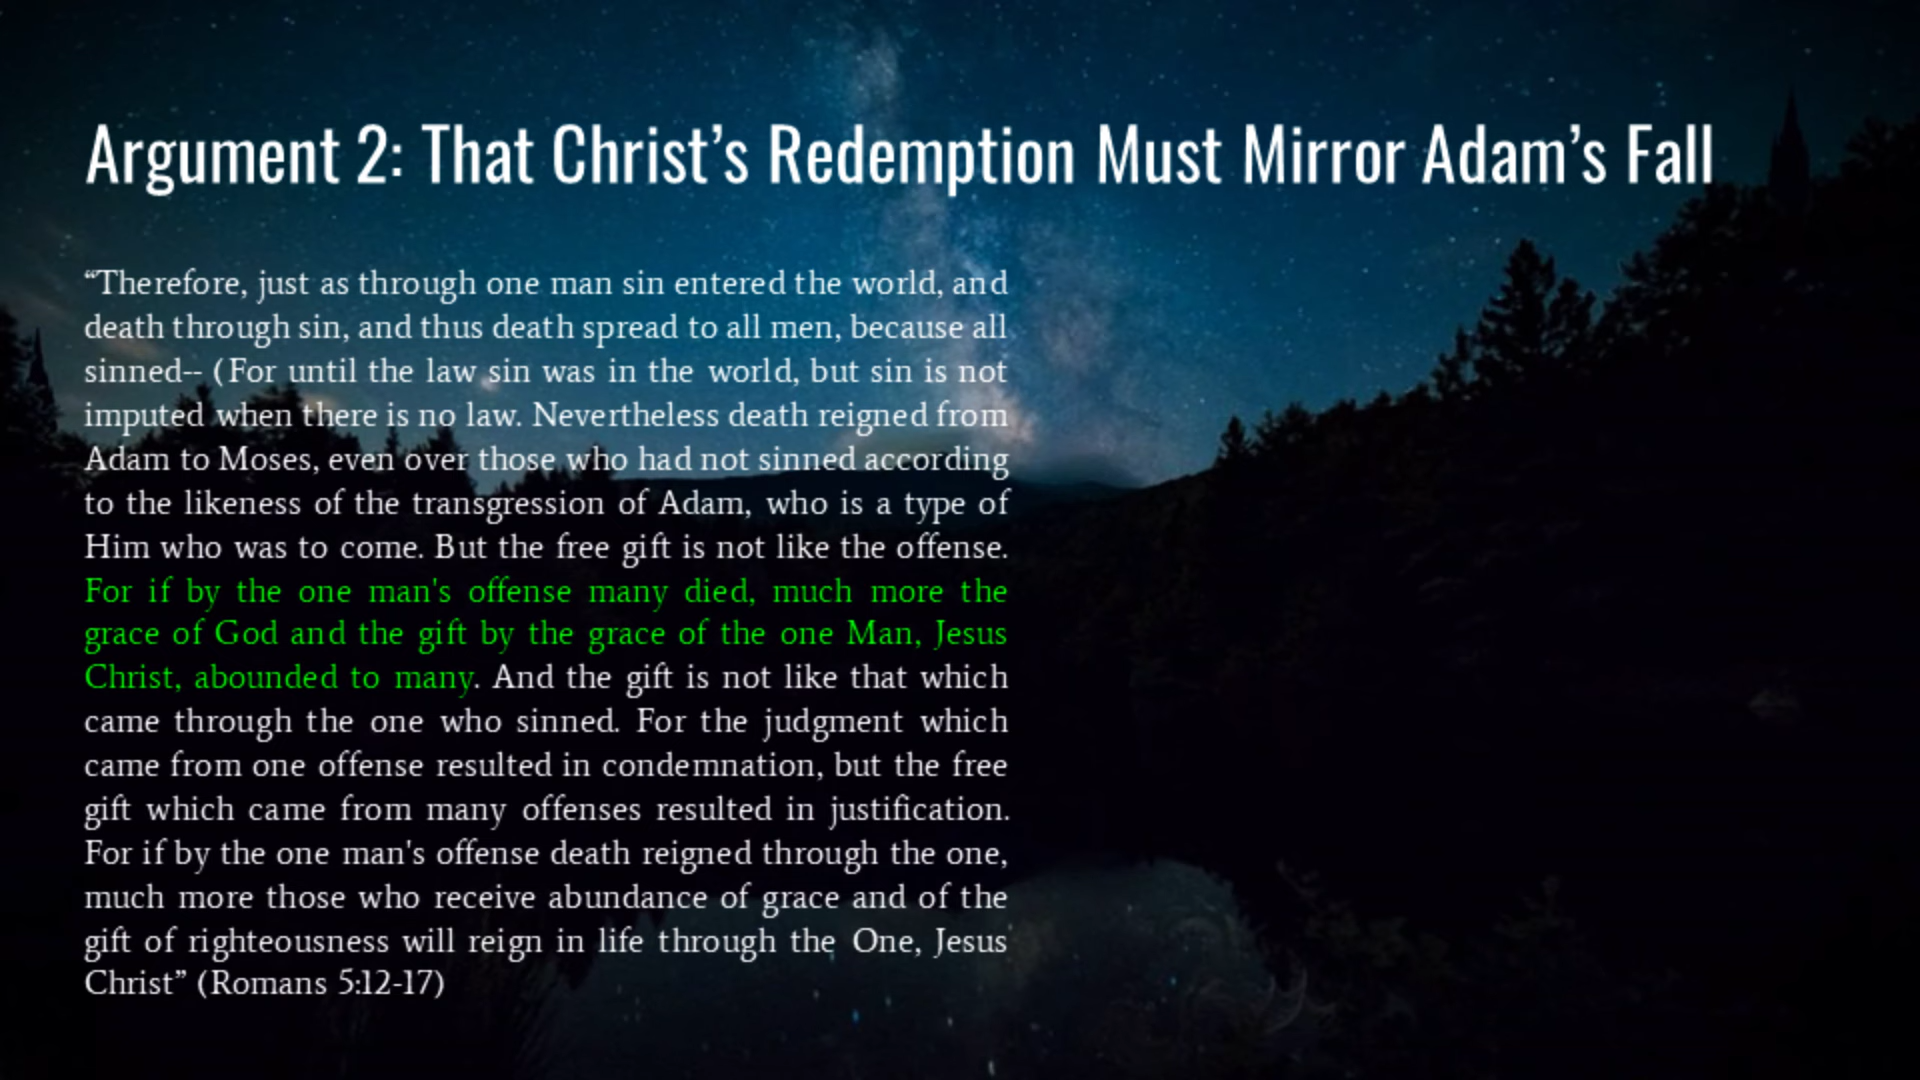 Argument 2: That Christ’s Redemption Must Mirror Adam’s Fall
“Therefore, just as through one man sin entered the world, and
death through sin, and thus death spread to all men, because all
sinned-- (For until the law sin was in the world, but sin is not
imputed when there is no law. Nevertheless death reigned from
Adam to Moses, even over those who had not sinned according
to the likeness of the transgression of Adam, who is a type of
Him who was to come. But the free gift is not like the offense.
For if by the one man's offense many died, much more the
grace of God and the gift by the grace of the one Man, Jesus
Christ, abounded to many. And the gift is not like that which
came through the one who sinned. For the judgment which
came from one offense resulted in condemnation, but the free
gift which came from many offenses resulted in justification.
For if by the one man's offense death reigned through the one,
much more those who receive abundance of grace and of the
gift of righteousness will reign in life through the One, Jesus
Christ” (Romans 5:12-17)